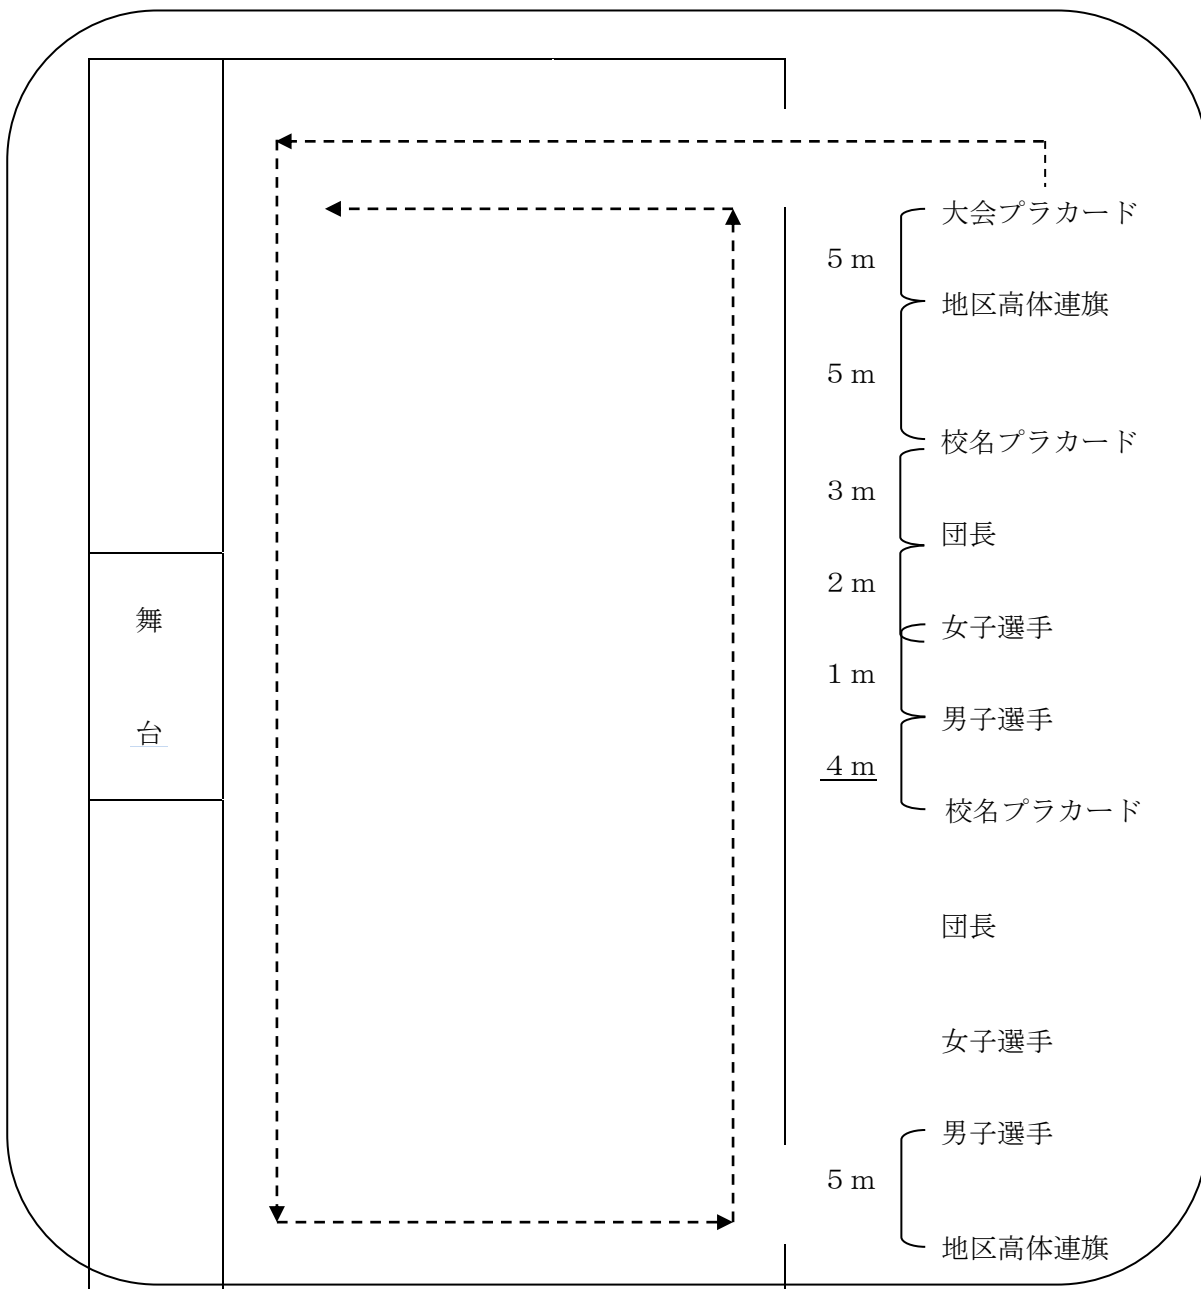 大会プラカード
５ｍ
地区高体連旗
５ｍ
校名プラカード
３ｍ
団長
２ｍ
女子選手
１ｍ
男子選手
４ｍ
校名プラカード
団長
女子選手
男子選手
５ｍ
地区高体連旗
舞
台